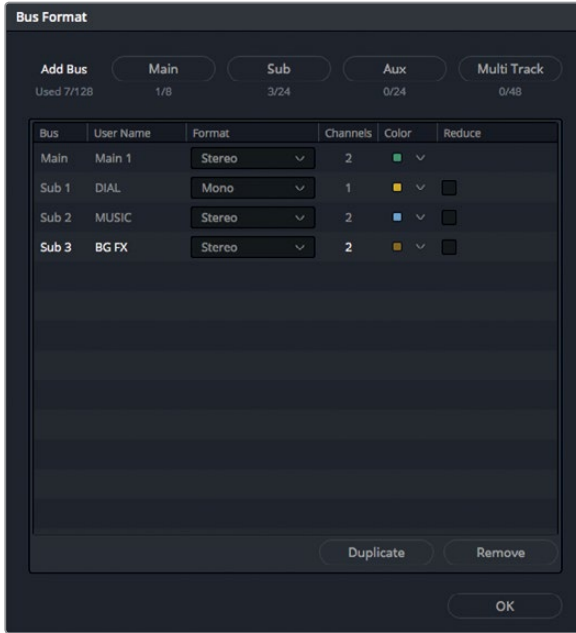 Bus Format
Add Bus Main Sub Aux Multi Track
Used 7/128 1/8 3/24 0/24 0/48
Bus User Name Format Channels Color Reduce
Main Main 1 Stereo 2
Sub 1 DIAL Mono 1
Sub 2 MUSIC Stereo 2
Sub 3 BG FX Stereo 2
Duplicate Remove
OK